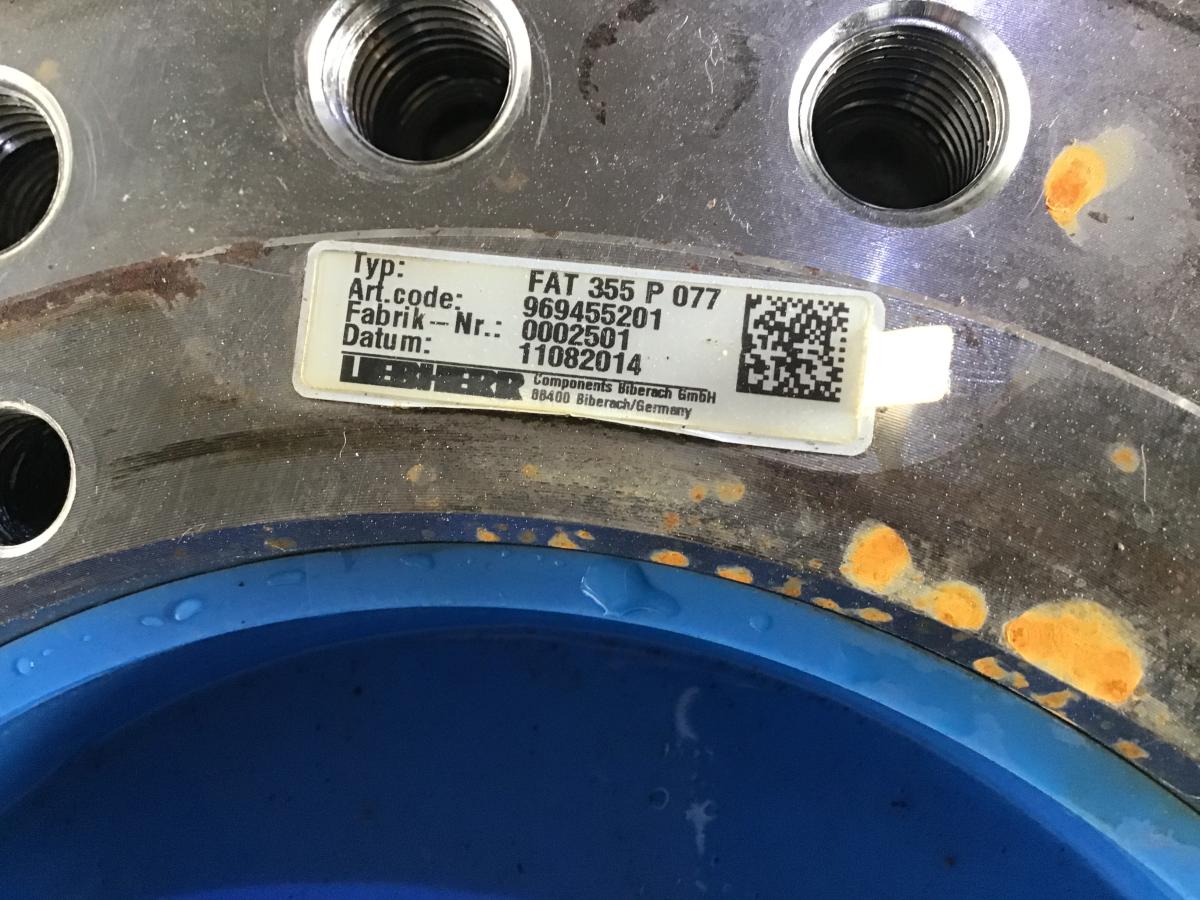 Typ: FAT 355 P 077
Art.code: 969455201
Fabrik-Nr.: 0002501
Datum: 11082014
LIEBHERR Components Biberach GmbH
88400 Biberach/Germany